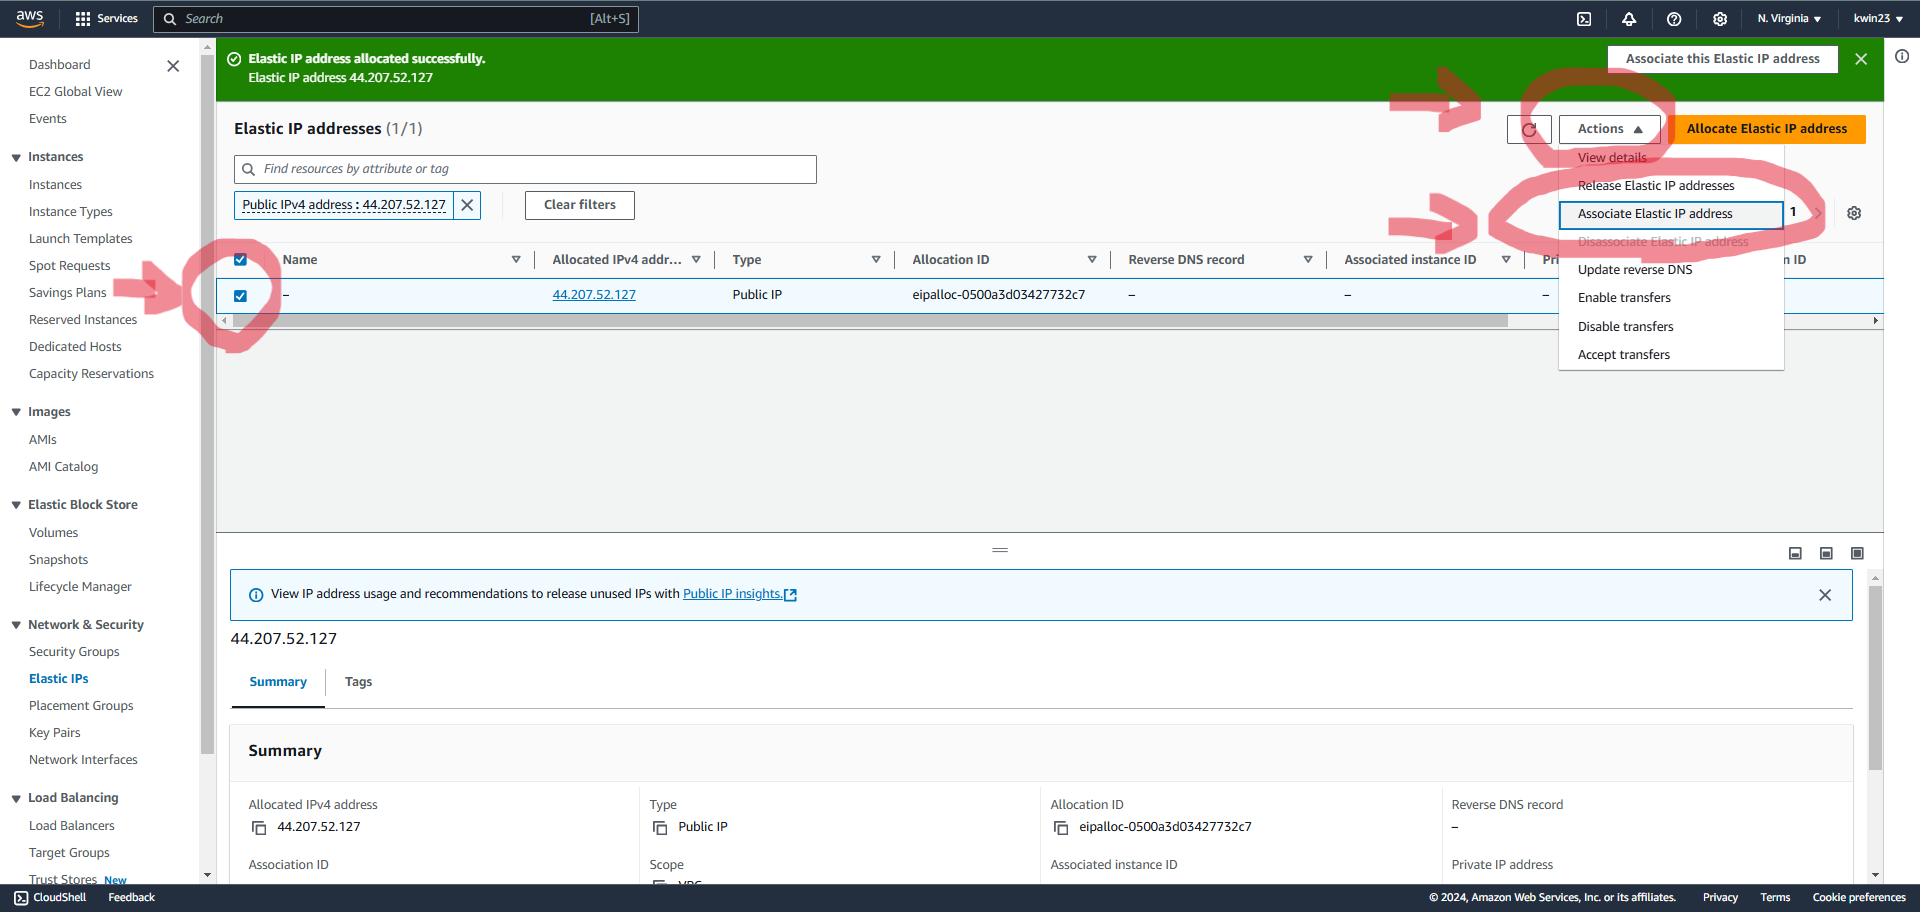 aws
Services
Search
[Alt+S]
N. Virginia
kwin23
Dashboard
EC2 Global View
Events
Instances
Instances
Instance Types
Launch Templates
Spot Requests
Savings Plans
Reserved Instances
Dedicated Hosts
Capacity Reservations
Images
AMIs
AMI Catalog
Elastic Block Store
Volumes
Snapshots
Lifecycle Manager
Network & Security
Security Groups
Elastic IPs
Placement Groups
Key Pairs
Network Interfaces
Load Balancing
Load Balancers
Target Groups
Trust Stores New
Elastic IP address allocated successfully.
Elastic IP address 44.207.52.127
Associate this Elastic IP address
Elastic IP addresses (1/1)
Actions
Allocate Elastic IP address
Find resources by attribute or tag
Public IPv4 address : 44.207.52.127
Clear filters
View details
Release Elastic IP addresses
Associate Elastic IP address
1
Disassociate Elastic IP address
Update reverse DNS
Enable transfers
Disable transfers
Accept transfers
Name
Allocated IPv4 addr...
Type
Allocation ID
Reverse DNS record
Associated instance ID
Pri
n ID
–
44.207.52.127
Public IP
eipalloc-0500a3d03427732c7
–
–
–
View IP address usage and recommendations to release unused IPs with Public IP insights.
44.207.52.127
Summary
Tags
Summary
Allocated IPv4 address
Type
Allocation ID
Reverse DNS record
44.207.52.127
Public IP
eipalloc-0500a3d03427732c7
–
Association ID
Scope
Associated instance ID
Private IP address
VPC
CloudShell
Feedback
© 2024, Amazon Web Services, Inc. or its affiliates.
Privacy
Terms
Cookie preferences